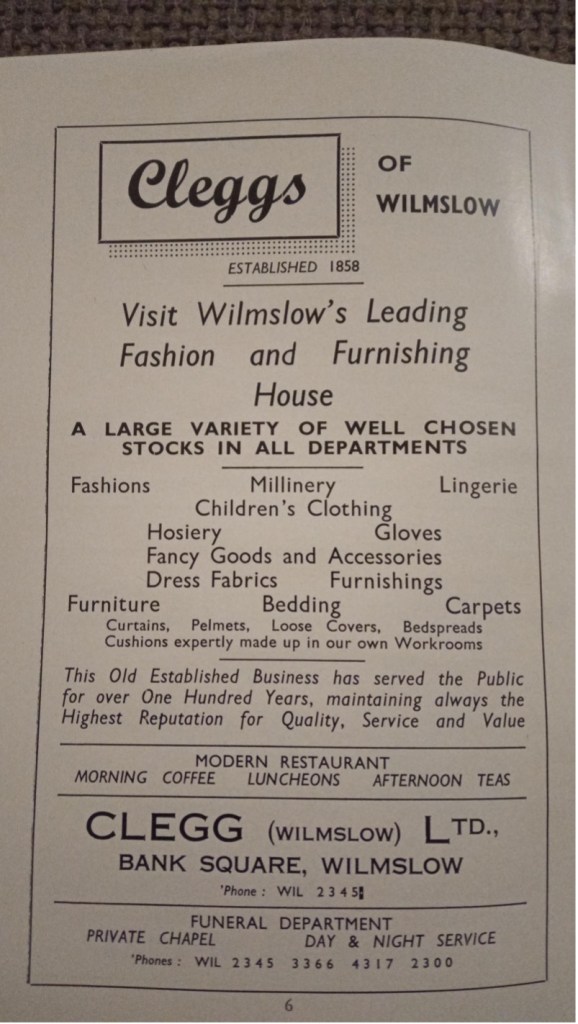 Cleggs
OF
WILMSLOW
ESTABLISHED 1858
Visit Wilmslow's Leading
Fashion and Furnishing
House
A LARGE VARIETY OF WELL CHOSEN
STOCKS IN ALL DEPARTMENTS
Fashions Millinery Lingerie
Children's Clothing
Hosiery Gloves
Fancy Goods and Accessories
Dress Fabrics Furnishings
Furniture Bedding Carpets
Curtains, Pelmets, Loose Covers, Bedspreads
Cushions expertly made up in our own Workrooms
This Old Established Business has served the Public
for over One Hundred Years, maintaining always the
Highest Reputation for Quality, Service and Value
MODERN RESTAURANT
MORNING COFFEE LUNCHEONS AFTERNOON TEAS
CLEGG (WILMSLOW) LTD.,
BANK SQUARE, WILMSLOW
'Phone : WIL 2345
FUNERAL DEPARTMENT
PRIVATE CHAPEL DAY & NIGHT SERVICE
'Phones : WIL 2345 3366 4317 2300
6